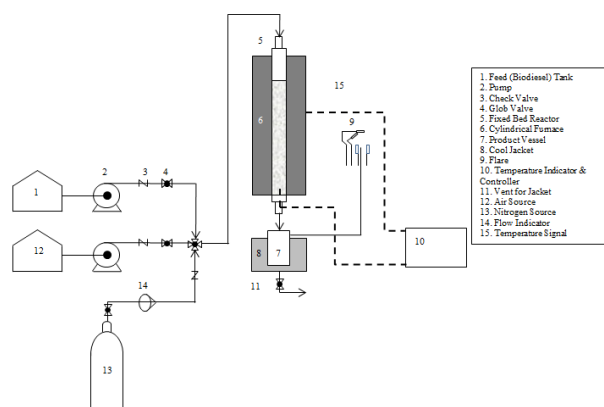 5
15
9
6
2
3
4
1
12
8
7
10
11
14
13
1. Feed (Biodiesel) Tank
2. Pump
3. Check Valve
4. Glob Valve
5. Fixed Bed Reactor
6. Cylindrical Furnace
7. Product Vessel
8. Cool Jacket
9. Flare
10. Temperature Indicator &
Controller
11. Vent for Jacket
12. Air Source
13. Nitrogen Source
14. Flow Indicator
15. Temperature Signal